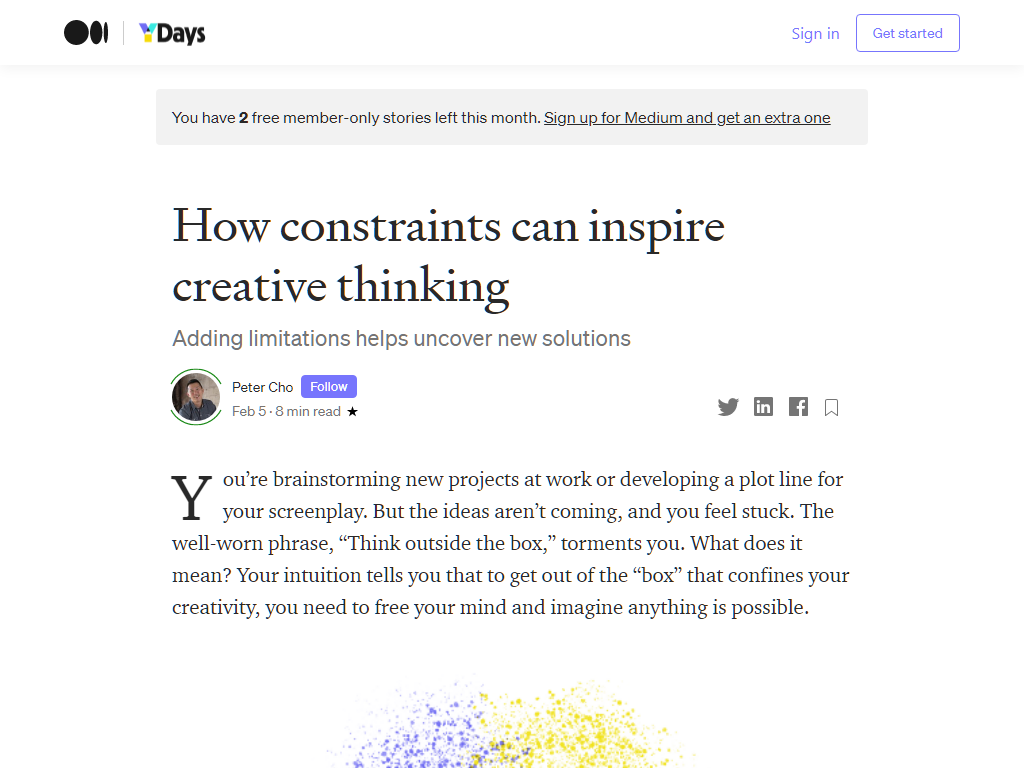 YDays
Sign in
Get started
You have 2 free member-only stories left this month. Sign up for Medium and get an extra one
How constraints can inspire
creative thinking
Adding limitations helps uncover new solutions
Peter Cho
Follow
Feb 5 · 8 min read ★
You’re brainstorming new projects at work or developing a plot line for
your screenplay. But the ideas aren’t coming, and you feel stuck. The
well-worn phrase, “Think outside the box,” torments you. What does it
mean? Your intuition tells you that to get out of the “box” that confines your
creativity, you need to free your mind and imagine anything is possible.